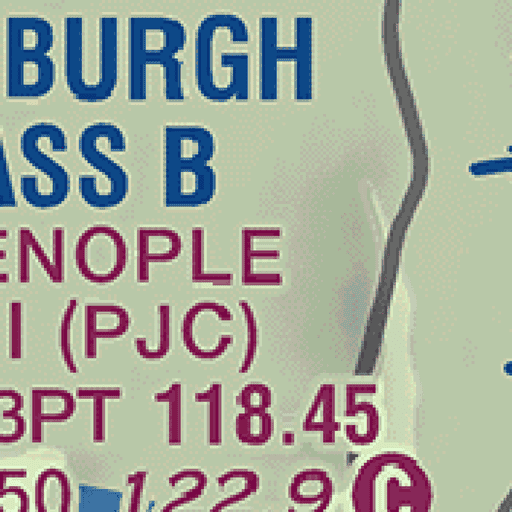 BURGH
ASS B
ENOPLE
I (PJC)
3PT 118.45
50 122.9 C